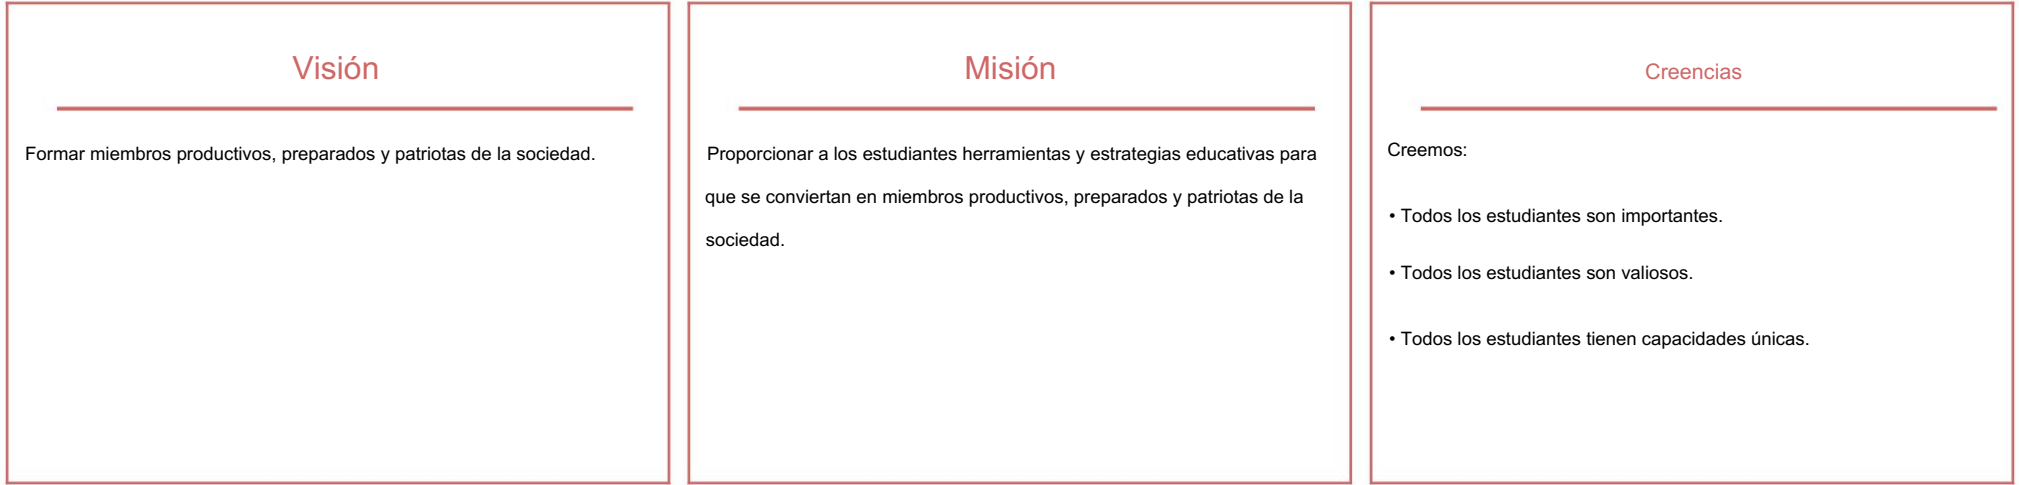 Visión
Formar miembros productivos, preparados y patriotas de la sociedad.
Misión
Proporcionar a los estudiantes herramientas y estrategias educativas para
que se conviertan en miembros productivos, preparados y patriotas de la
sociedad.
Creencias
Creemos:
• Todos los estudiantes son importantes.
• Todos los estudiantes son valiosos.
• Todos los estudiantes tienen capacidades únicas.